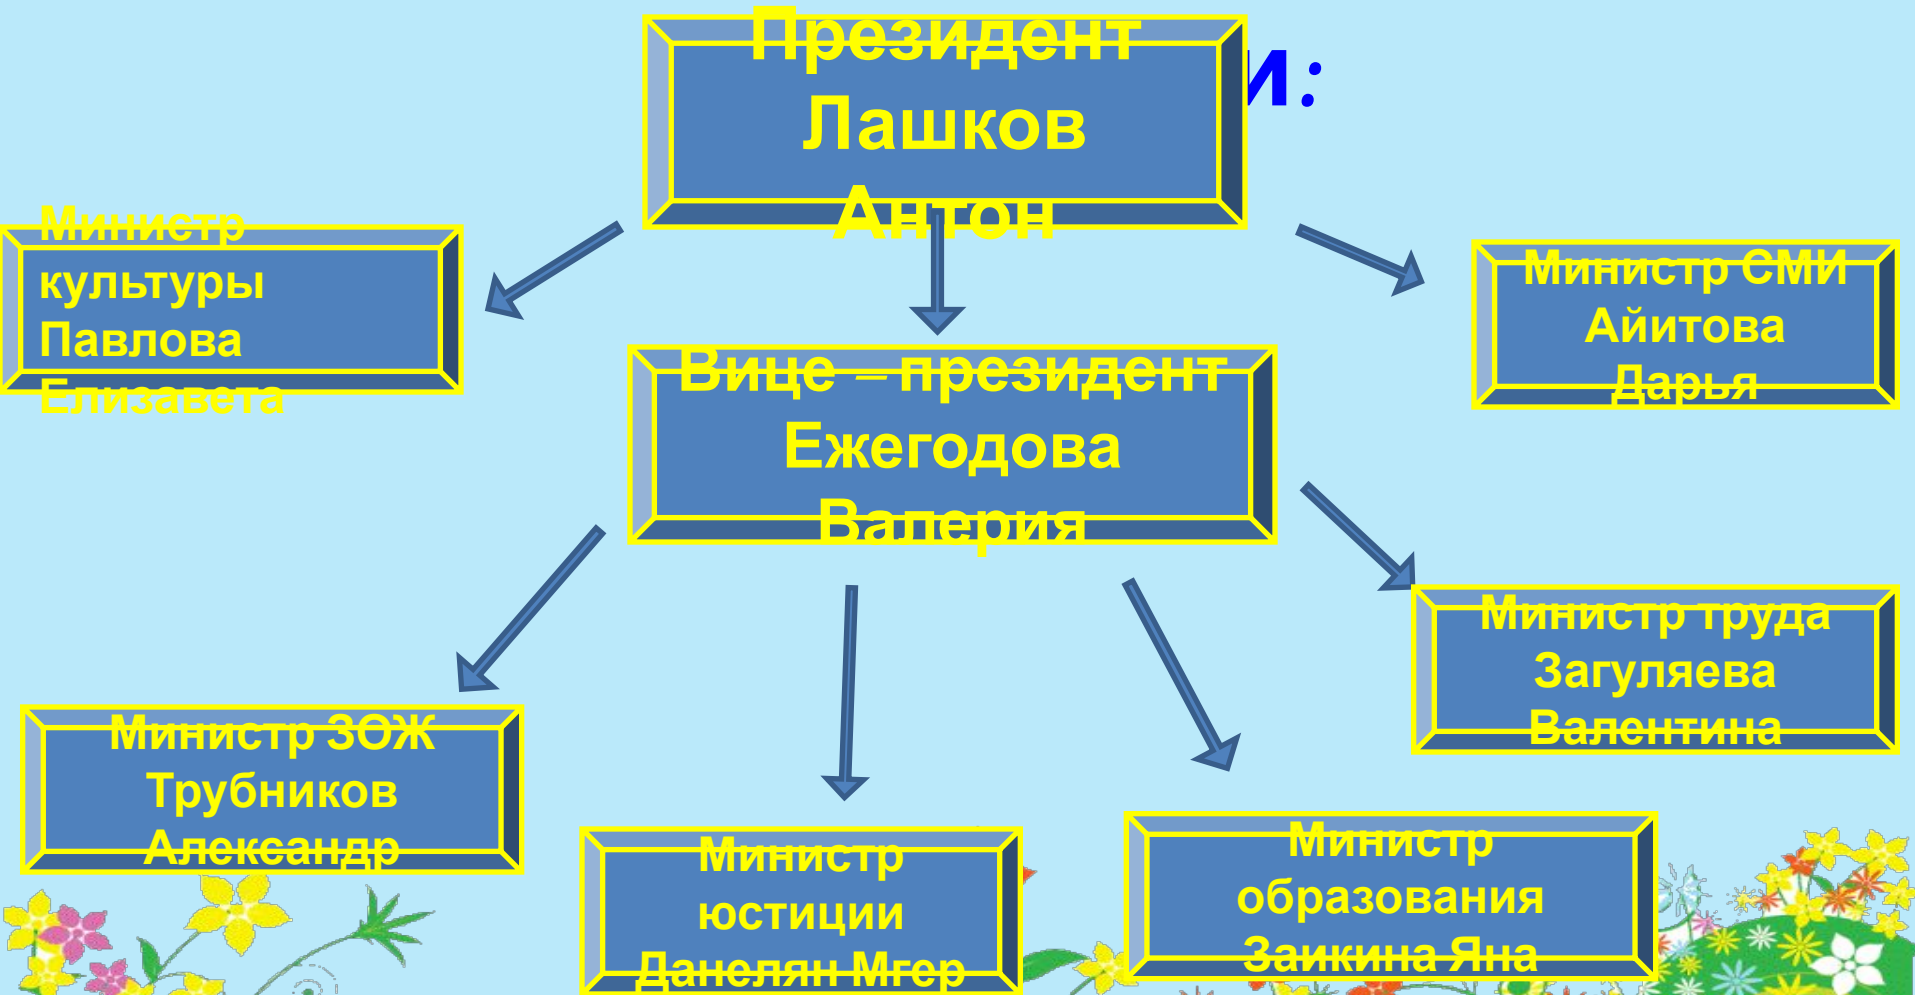 Президент
Лашков
Антон
и:
Министр
культуры
Павлова
Елизавета
Министр СМИ
Айитова
Дарья
Вице – президент
Ежегодова
Валерия
Министр труда
Загуляева
Валентина
Министр ЗОЖ
Трубников
Александр
Министр
юстиции
Данелян Мгер
Министр
образования
Заикина Яна